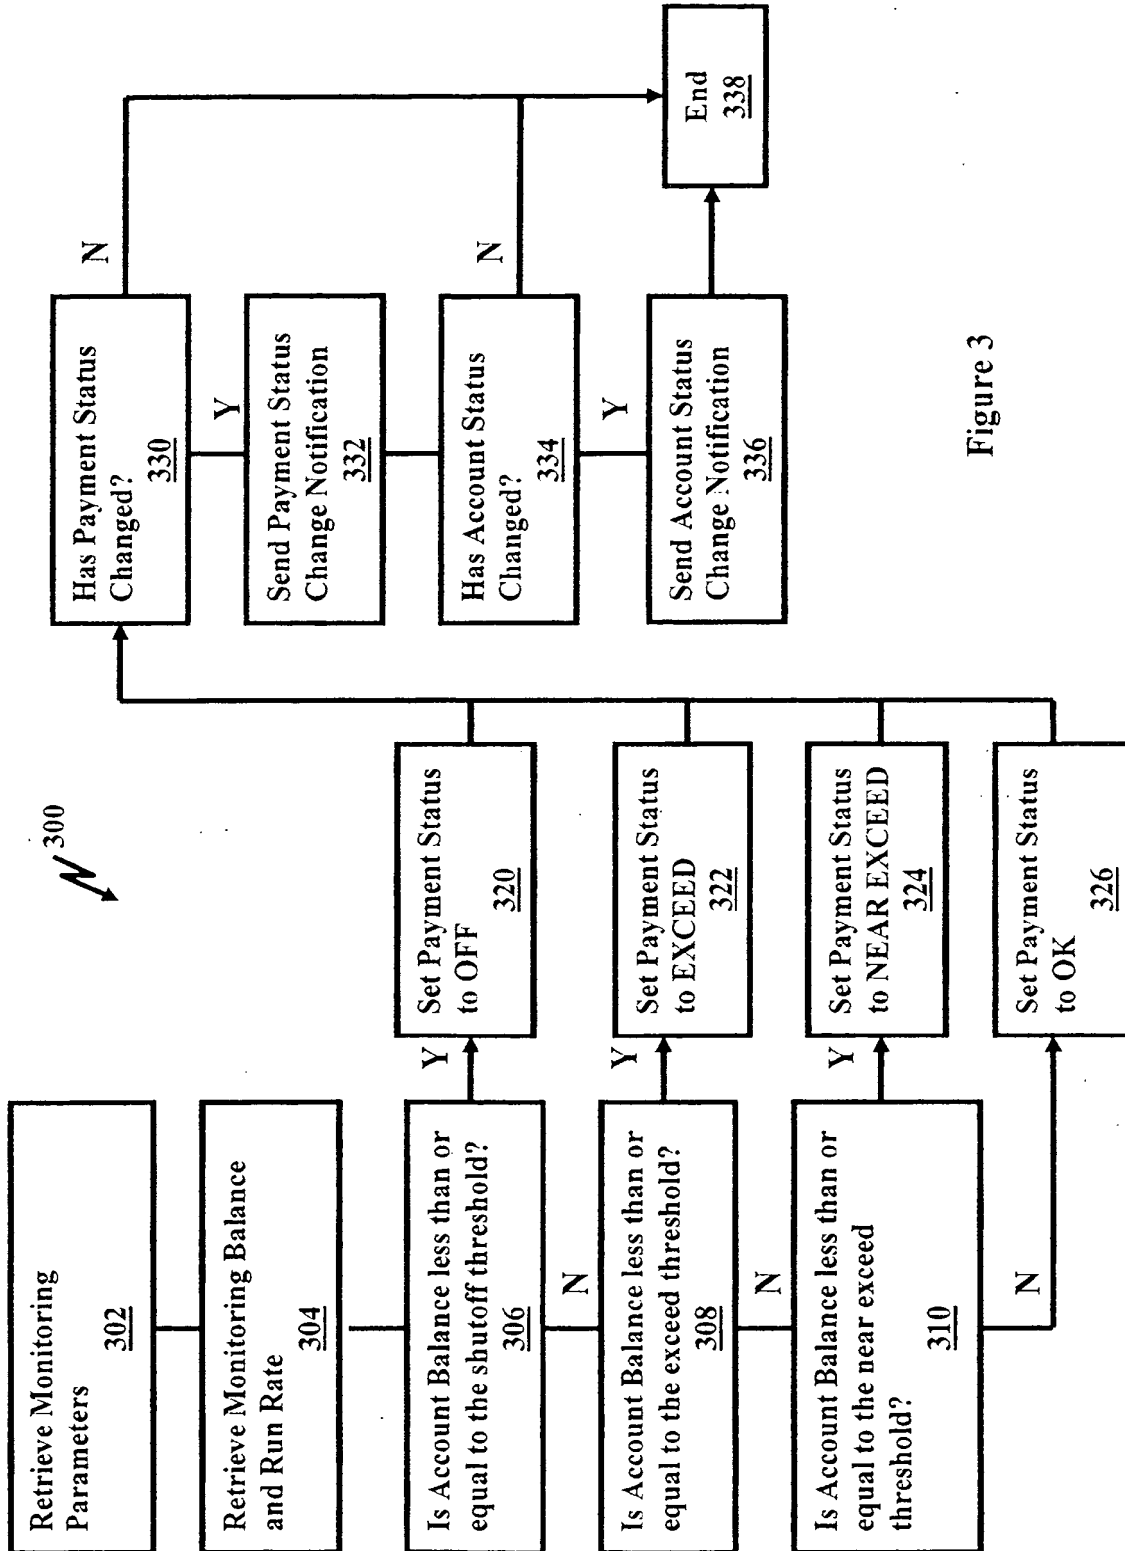 300
Retrieve Monitoring
Parameters
302
Retrieve Monitoring Balance
and Run Rate
304
Is Account Balance less than or
equal to the shutoff threshold?
306
Y
N
Is Account Balance less than or
equal to the exceed threshold?
308
Y
N
Is Account Balance less than or
equal to the near exceed
threshold?
310
Y
N
Set Payment Status
to OFF
320
Set Payment Status
to EXCEED
322
Set Payment Status
to NEAR EXCEED
324
Set Payment Status
to OK
326
Has Payment Status
Changed?
330
N
Y
Send Payment Status
Change Notification
332
Has Account Status
Changed?
334
N
Y
Send Account Status
Change Notification
336
End
338
Figure 3